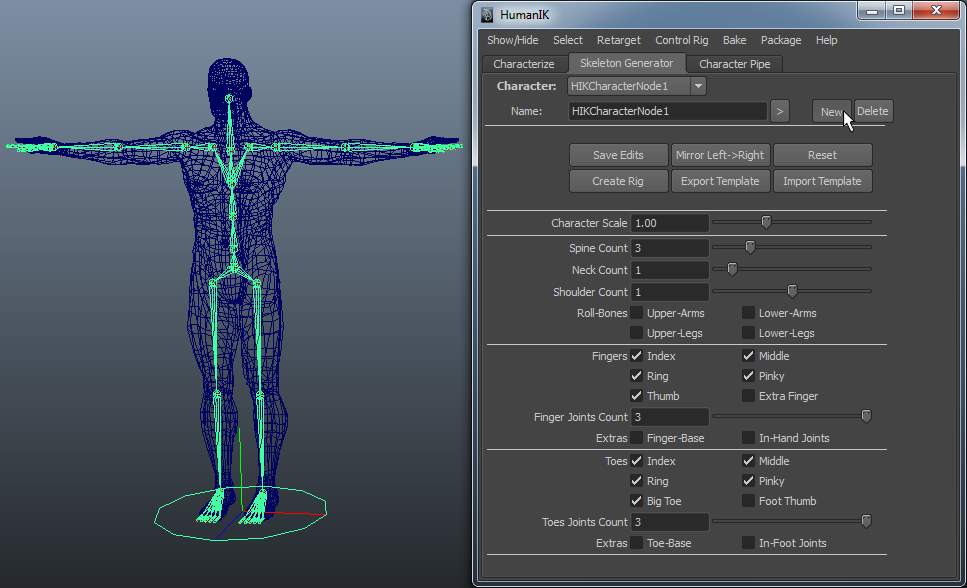 HumanIK
Show/Hide Select Retarget Control Rig Bake Package Help
Characterize Skeleton Generator Character Pipe
Character: HIKCharacterNode1
Name: HIKCharacterNode1 > New Delete
Save Edits Mirror Left->Right Reset
Create Rig Export Template Import Template
Character Scale 1.00
Spine Count 3
Neck Count 1
Shoulder Count 1
Roll-Bones Upper-Arms Lower-Arms
Upper-Legs Lower-Legs
Fingers Index Middle
Ring Pinky
Thumb Extra Finger
Finger Joints Count 3
Extras Finger-Base In-Hand Joints
Toes Index Middle
Ring Pinky
Big Toe Foot Thumb
Toes Joints Count 3
Extras Toe-Base In-Foot Joints